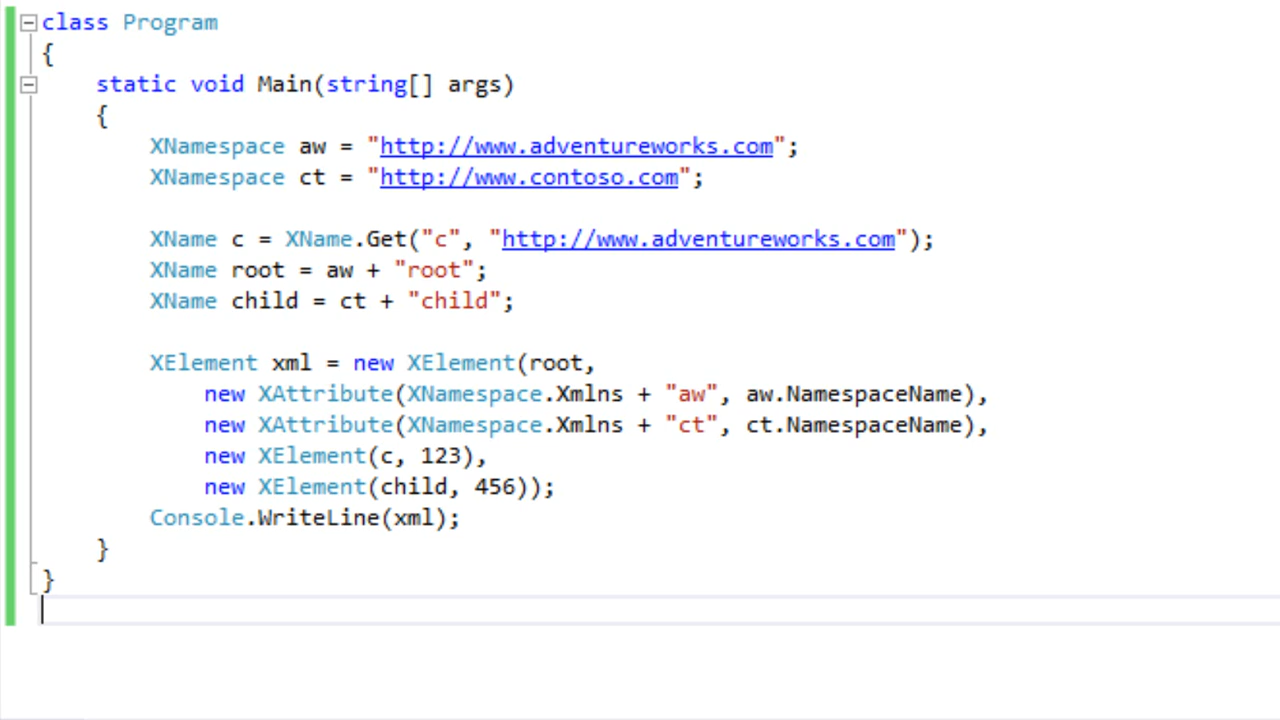 class Program
{
    static void Main(string[] args)
    {
        XNamespace aw = "http://www.adventureworks.com";
        XNamespace ct = "http://www.contoso.com";

        XName c = XName.Get("c", "http://www.adventureworks.com");
        XName root = aw + "root";
        XName child = ct + "child";

        XElement xml = new XElement(root,
            new XAttribute(XNamespace.Xmlns + "aw", aw.NamespaceName),
            new XAttribute(XNamespace.Xmlns + "ct", ct.NamespaceName),
            new XElement(c, 123),
            new XElement(child, 456));
        Console.WriteLine(xml);
    }
}